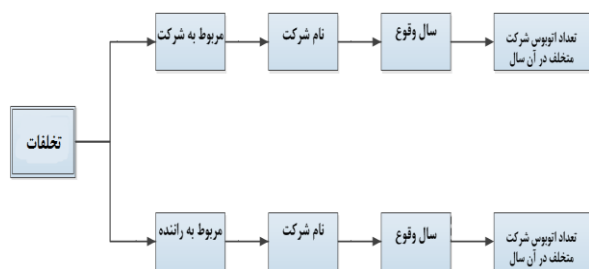 مربوط به شرکت
نام شرکت
سال وقوع
تعداد اتوبوس شرکت
متخلف در آن سال
تخلفات
مربوط به راننده
نام شرکت
سال وقوع
تعداد اتوبوس شرکت
متخلف در آن سال